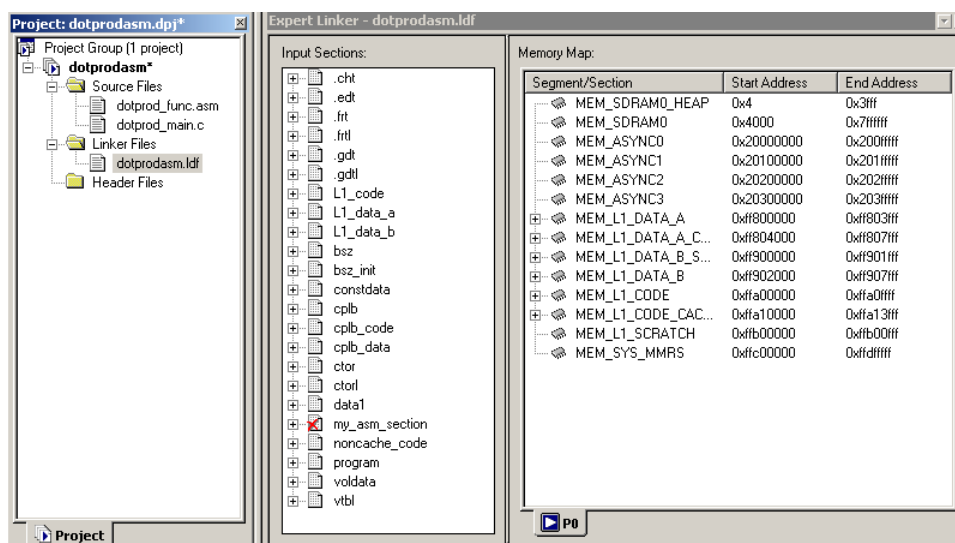 Project: dotprodasm.dpj*
Project Group (1 project)
dotprodasm*
Source Files
dotprod_func.asm
dotprod_main.c
Linker Files
dotprodasm.ldf
Header Files
Project
Expert Linker - dotprodasm.ldf
Input Sections:
.cht
.edt
.frt
.frtl
.gdt
.gdtl
L1_code
L1_data_a
L1_data_b
bsz
bsz_init
constdata
cplb
cplb_code
cplb_data
ctor
ctorl
data1
my_asm_section
noncache_code
program
voldata
vtbl
Memory Map:
Segment/Section Start Address End Address
MEM_SDRAM0_HEAP 0x4 0x3fff
MEM_SDRAM0 0x4000 0x7ffffff
MEM_ASYNC0 0x20000000 0x200fffff
MEM_ASYNC1 0x20100000 0x201fffff
MEM_ASYNC2 0x20200000 0x202fffff
MEM_ASYNC3 0x20300000 0x203fffff
MEM_L1_DATA_A 0xff800000 0xff803fff
MEM_L1_DATA_A_C... 0xff804000 0xff807fff
MEM_L1_DATA_B_S... 0xff900000 0xff901fff
MEM_L1_DATA_B 0xff902000 0xff907fff
MEM_L1_CODE 0xffa00000 0xffa0ffff
MEM_L1_CODE_CAC... 0xffa10000 0xffa13fff
MEM_L1_SCRATCH 0xffb00000 0xffb00fff
MEM_SYS_MMRS 0xffc00000 0xffdfffff
P0